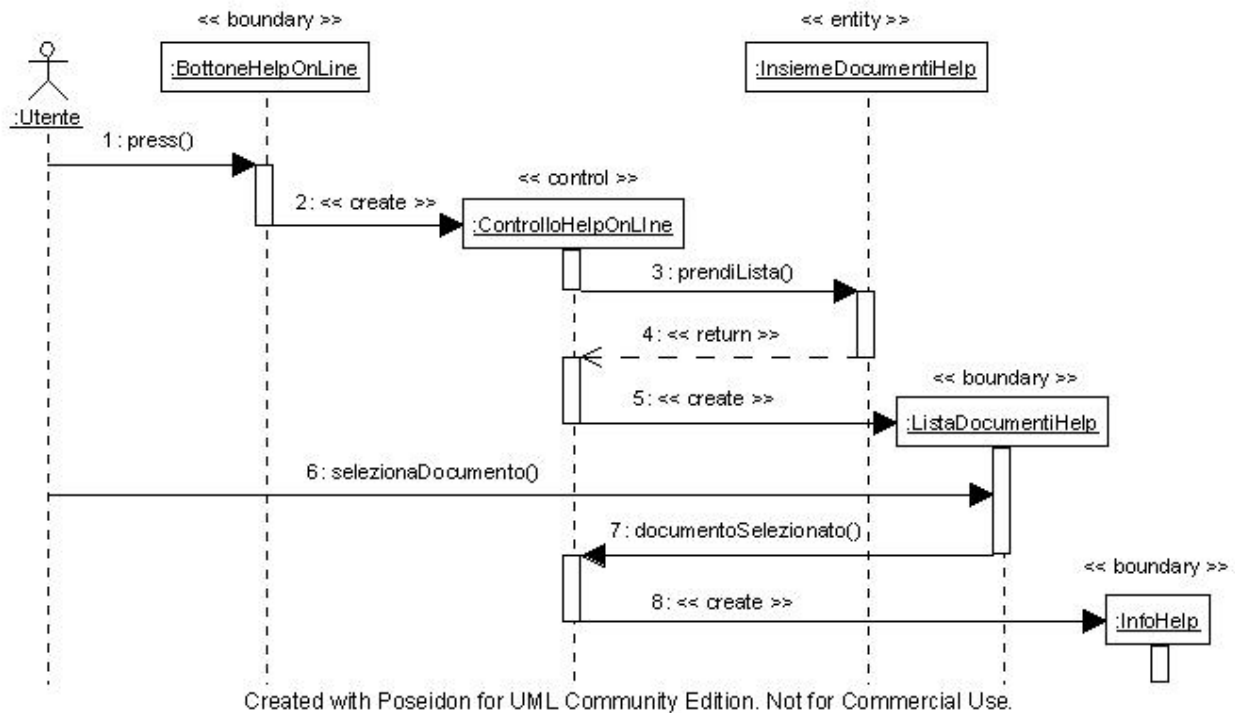 << boundary >>
<< entity >>
:BottoneHelpOnLine
:InsiemeDocumentiHelp
:Utente
1 : press()
<< control >>
2: << create >>
:ControlloHelpOnLIne
3 : prendiLista()
4 : << return >>
<< boundary >>
5 : << create >>
:ListaDocumentiHelp
6 : selezionaDocumento()
7 : documentoSelezionato()
<< boundary >>
8 : << create >>
:InfoHelp
Created with Poseidon for UML Community Edition. Not for Commercial Use.